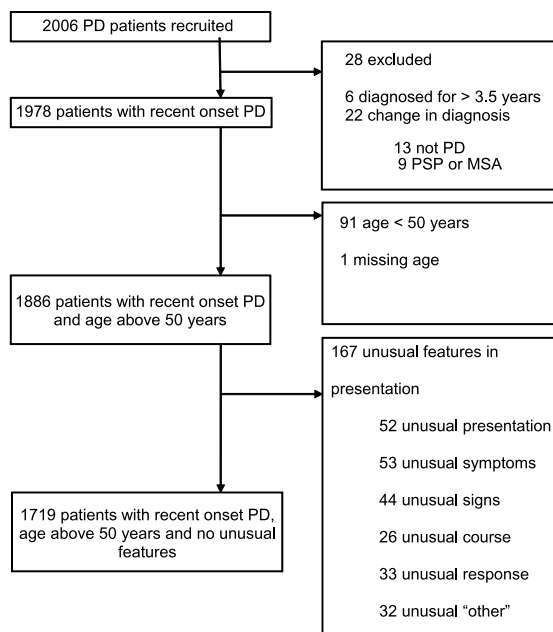 2006 PD patients recruited
28 excluded
6 diagnosed for > 3.5 years
22 change in diagnosis
13 not PD
9 PSP or MSA
1978 patients with recent onset PD
91 age < 50 years
1 missing age
1886 patients with recent onset PD
and age above 50 years
167 unusual features in
presentation
52 unusual presentation
53 unusual symptoms
44 unusual signs
26 unusual course
33 unusual response
32 unusual “other”
1719 patients with recent onset PD,
age above 50 years and no unusual
features